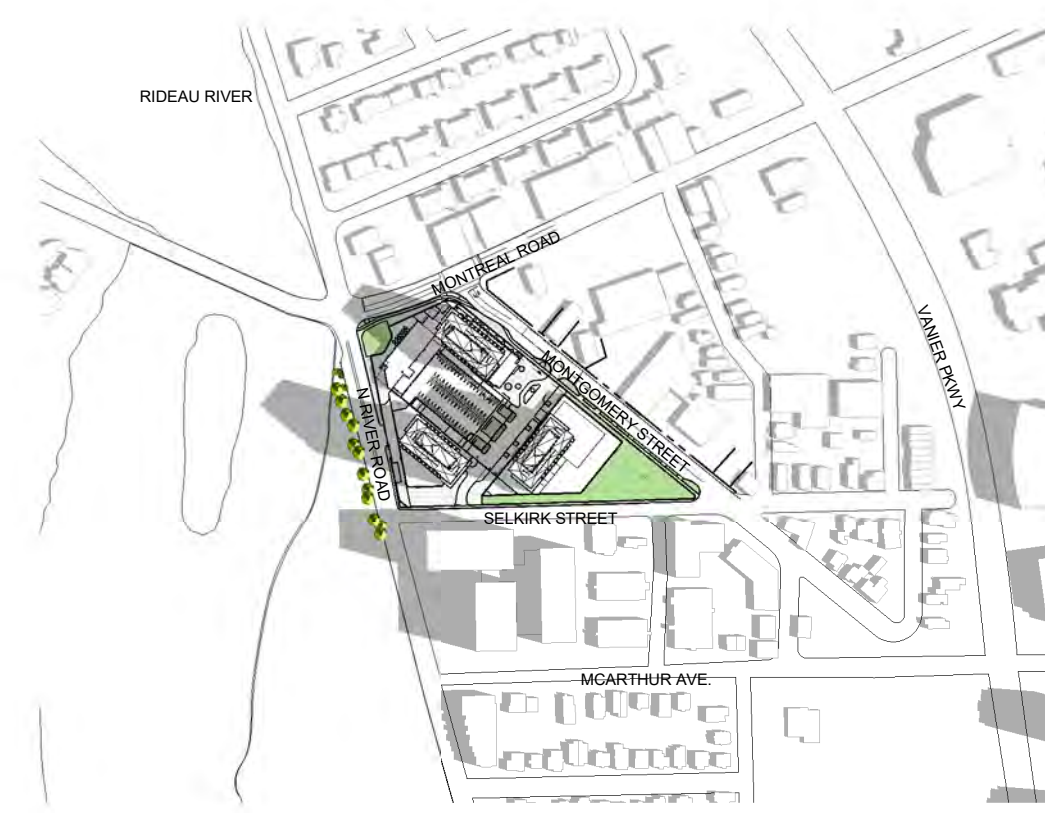 RIDEAU RIVER
MONTREAL ROAD
VANIER PKWY
MONTGOMERY STREET
N.RIVER ROAD
SELKIRK STREET
MCARTHUR AVE.